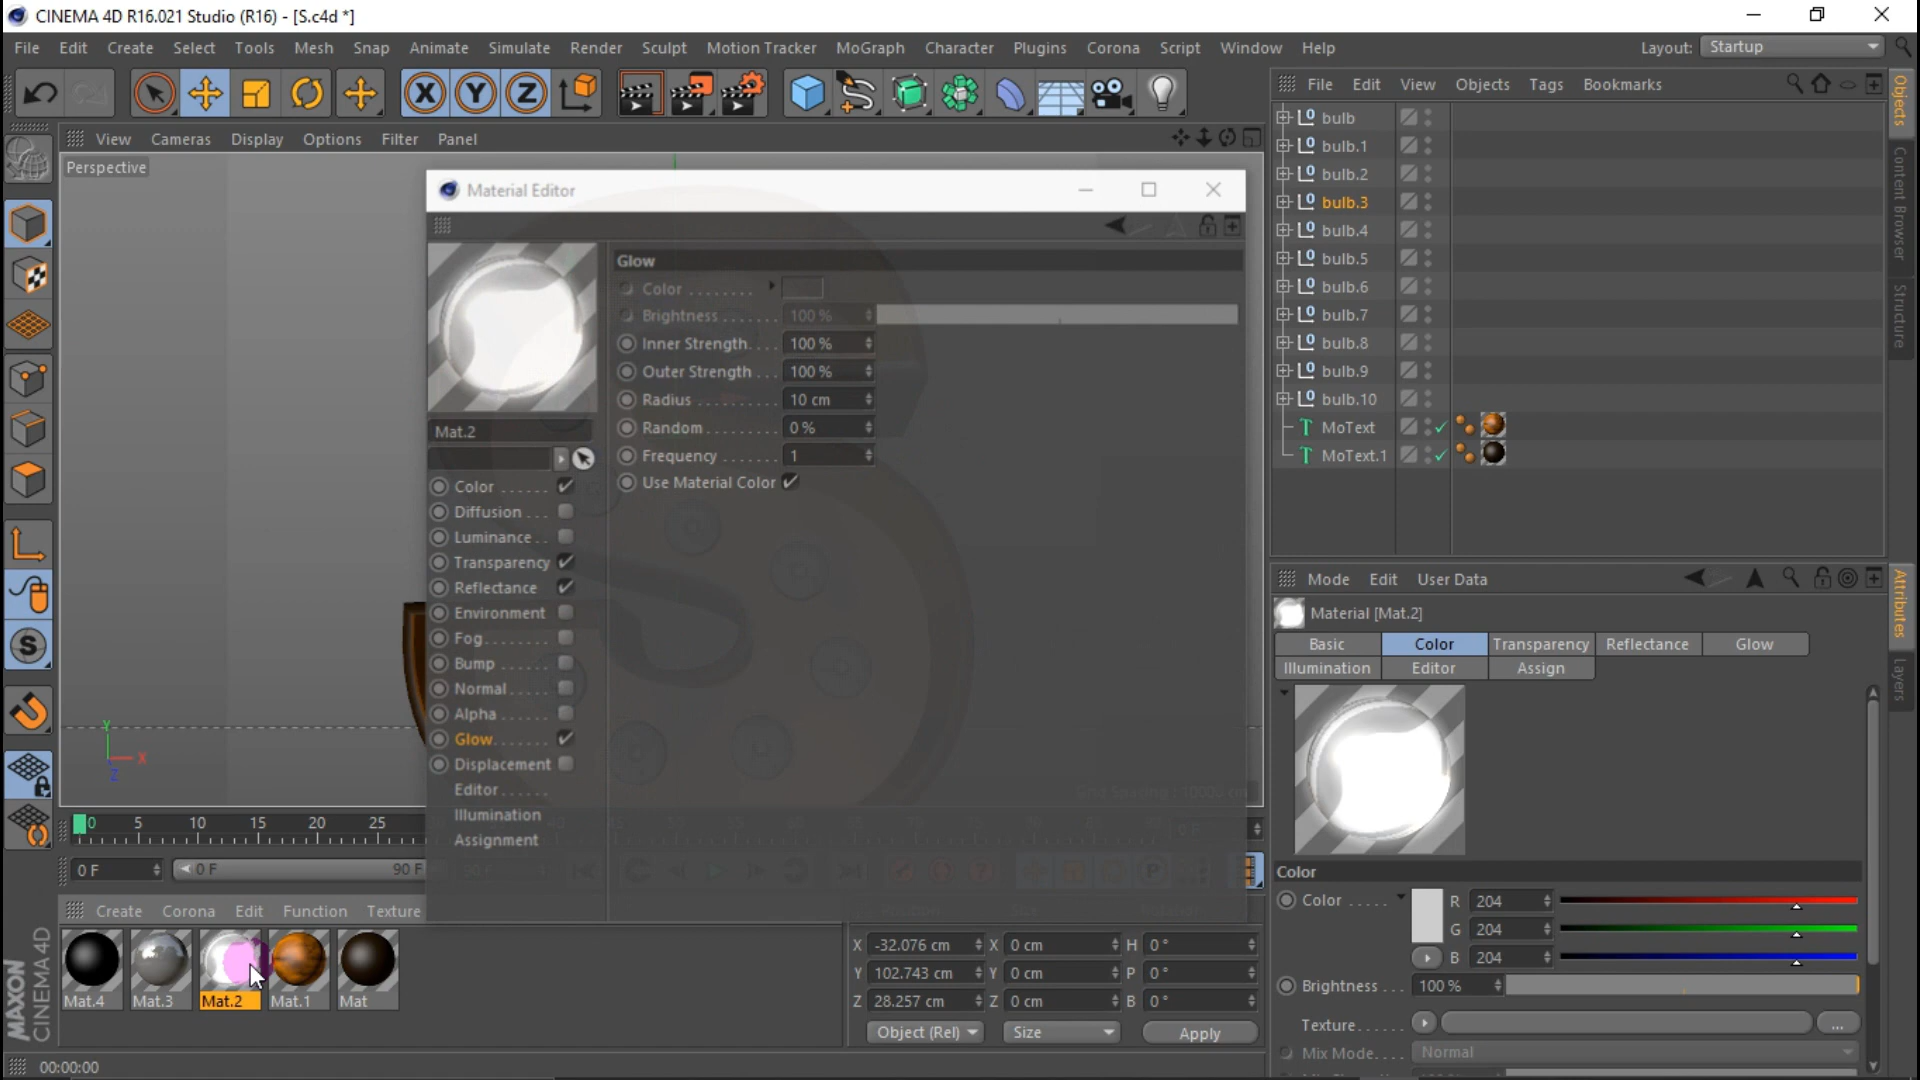 CINEMA 4D R16.021 Studio (R16) - [S.c4d *]
File Edit Create Select Tools Mesh Snap Animate Simulate Render Sculpt Motion Tracker MoGraph Character Plugins Corona Script Window Help
Layout: Startup
View Cameras Display Options Filter Panel
Perspective
File Edit View Objects Tags Bookmarks
bulb
bulb.1
bulb.2
bulb.3
bulb.4
bulb.5
bulb.6
bulb.7
bulb.8
bulb.9
bulb.10
MoText
MoText.1
Objects
Content Browser
Structure
Material Editor
Glow
Color
Brightness 100 %
Inner Strength 100 %
Outer Strength 100 %
Radius 10 cm
Random 0 %
Frequency 1
Use Material Color
Mat.2
Color
Diffusion
Luminance
Transparency
Reflectance
Environment
Fog
Bump
Normal
Alpha
Glow
Displacement
Editor
Illumination
Assignment
Y X Z
0 5 10 15 20 25
0 F 0 F 90 F
Create Corona Edit Function Texture
Mat.4 Mat.3 Mat.2 Mat.1 Mat
MAXON CINEMA 4D
X -32.076 cm X 0 cm H 0 °
Y 102.743 cm Y 0 cm P 0 °
Z 28.257 cm Z 0 cm B 0 °
Object (Rel) Size Apply
00:00:00
Mode Edit User Data
Material [Mat.2]
Basic Color Transparency Reflectance Glow
Illumination Editor Assign
Color
Color R 204
G 204
B 204
Brightness 100 %
Texture ...
Mix Mode Normal
Attributes
Layers